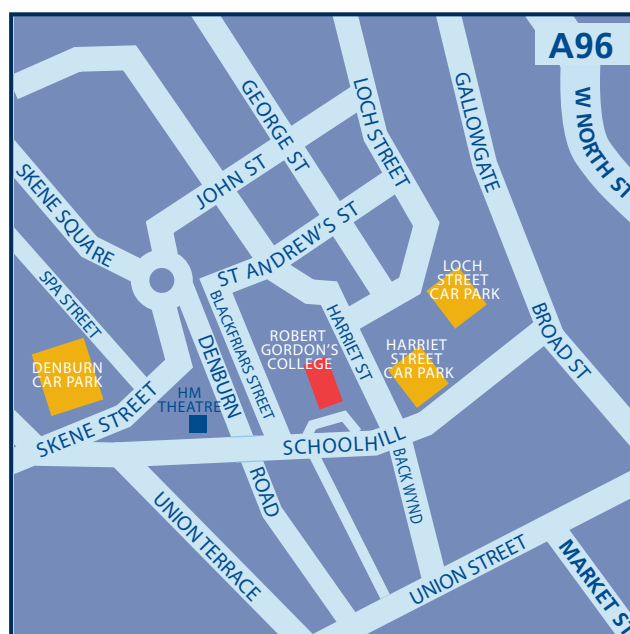 A96
W NORTH ST
GALLOWGATE
LOCH STREET
GEORGE ST
JOHN ST
SKENE SQUARE
ST ANDREW'S ST
SPA STREET
LOCH
STREET
CAR PARK
BLACKFRIARS STREET
DENBURN
HARRIET ST
BROAD ST
ROBERT
GORDON'S
COLLEGE
HARRIET
STREET
CAR PARK
DENBURN
CAR PARK
HM
THEATRE
SKENE STREET
SCHOOLHILL
BACK WYND
ROAD
UNION TERRACE
UNION STREET
MARKET ST